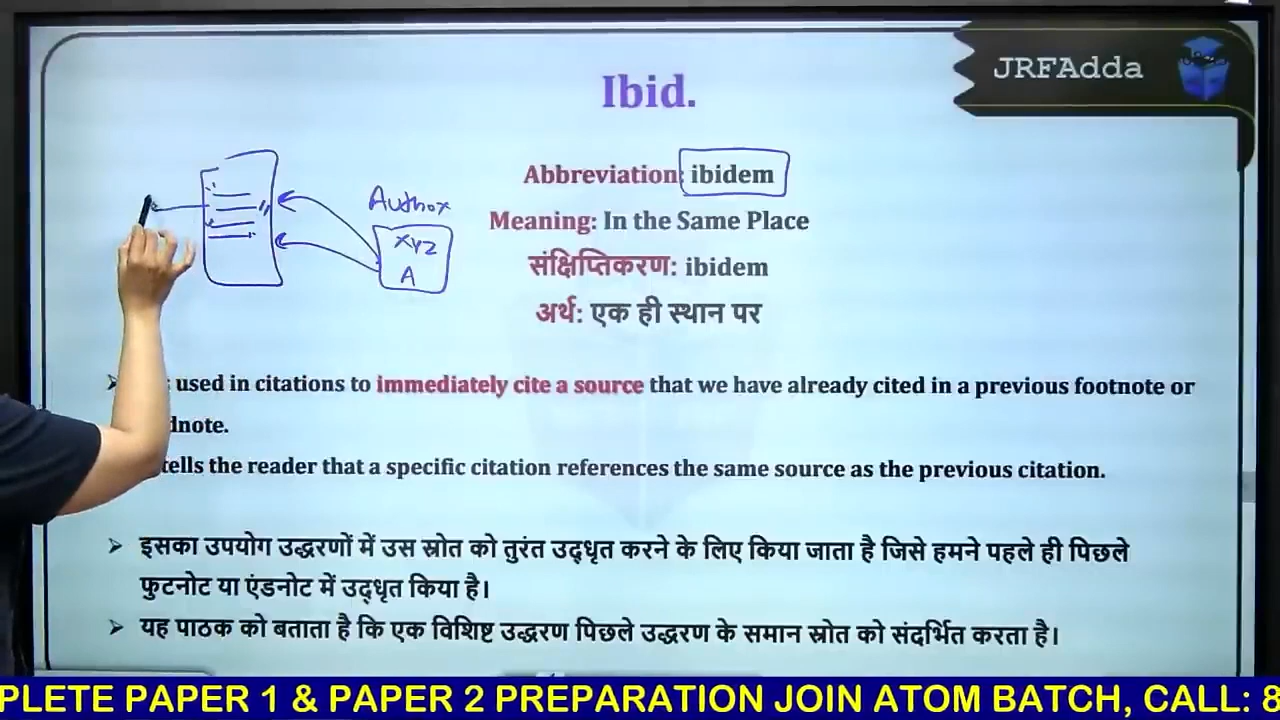 JRFAdda
Ibid.
Abbreviation: ibidem
Meaning: In the Same Place
संक्षिप्तिकरण: ibidem
अर्थ: एक ही स्थान पर
Author
XYZ
A
used in citations to immediately cite a source that we have already cited in a previous footnote or
dnote.
tells the reader that a specific citation references the same source as the previous citation.
इसका उपयोग उद्धरणों में उस स्रोत को तुरंत उद्धृत करने के लिए किया जाता है जिसे हमने पहले ही पिछले
फुटनोट या एंडनोट में उद्धृत किया है।
यह पाठक को बताता है कि एक विशिष्ट उद्धरण पिछले उद्धरण के समान स्रोत को संदर्भित करता है।
PLETE PAPER 1 & PAPER 2 PREPARATION JOIN ATOM BATCH, CALL: 8